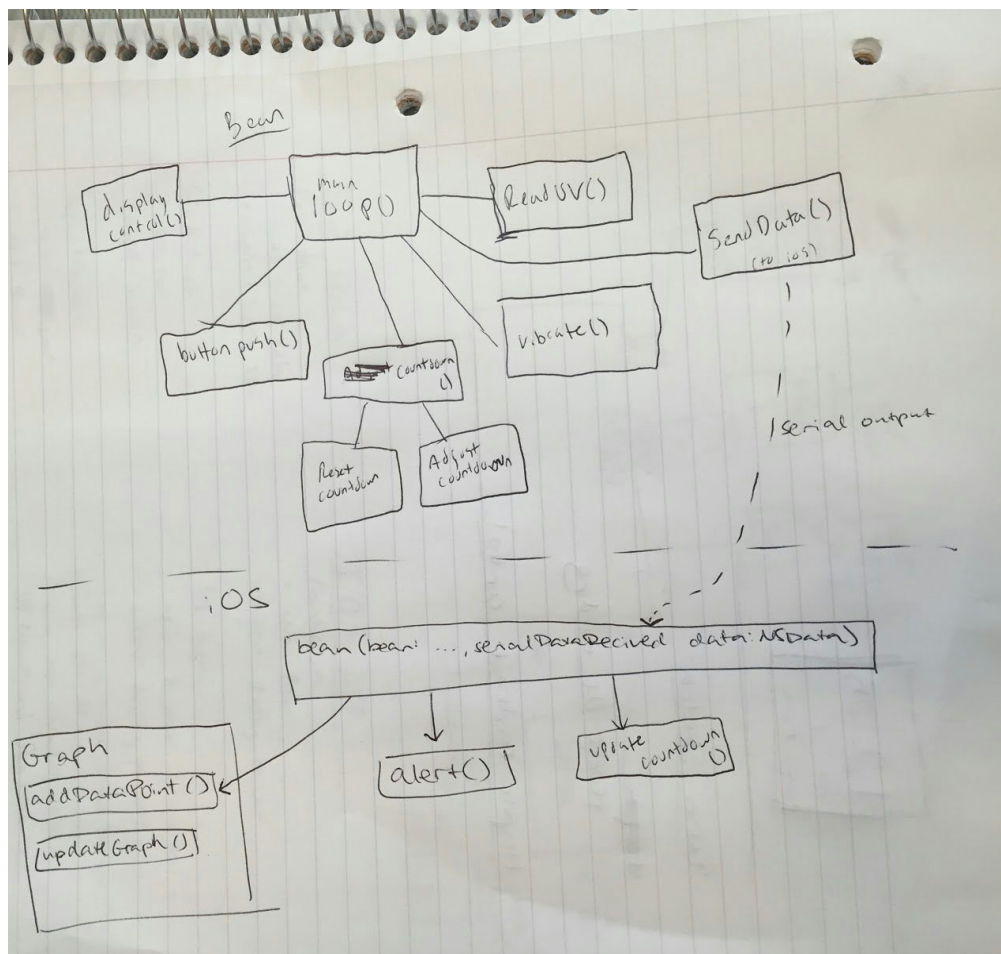 Bean
main
loop()
display
control()
ReadUV()
SendData()
(to ios)
button push()
countdown
()
vibrate()
Reset
countdown
Adjust
countdown
serial output
iOS
bean(bean: ..., serialDataRecived data: NSData)
Graph
addDataPoint()
updateGraph()
alert()
update
countdown
()